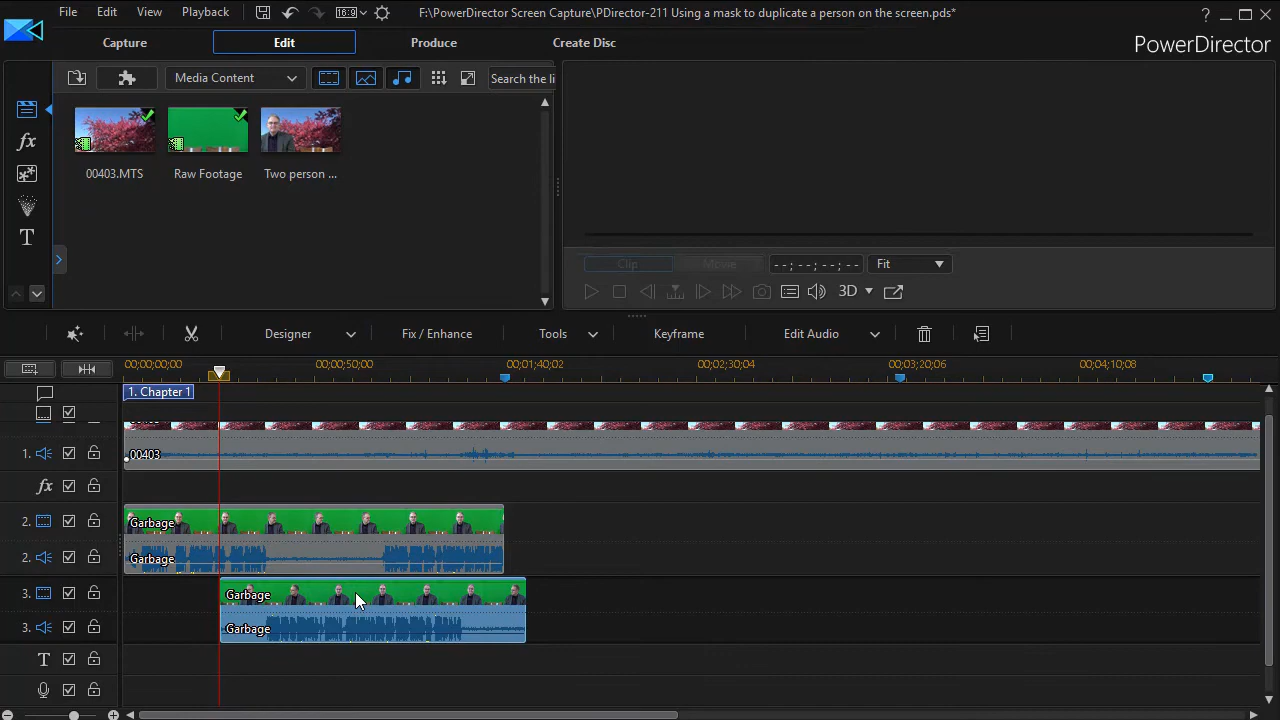 File Edit View Playback 16:9 F:\PowerDirector Screen Capture\PDirector-211 Using a mask to duplicate a person on the screen.pds* ?
Capture Edit Produce Create Disc PowerDirector
Media Content Search the li
00403.MTS Raw Footage Two person ...
fx
T
Clip Movie --;--;--;-- Fit
3D
Designer Fix / Enhance Tools Keyframe Edit Audio
00;00;00;00 00;00;50;00 00;01;40;02 00;02;30;04 00;03;20;06 00;04;10;08
1. Chapter 1
1. 00403
fx
2. Garbage
2. Garbage
3. Garbage
3. Garbage
T